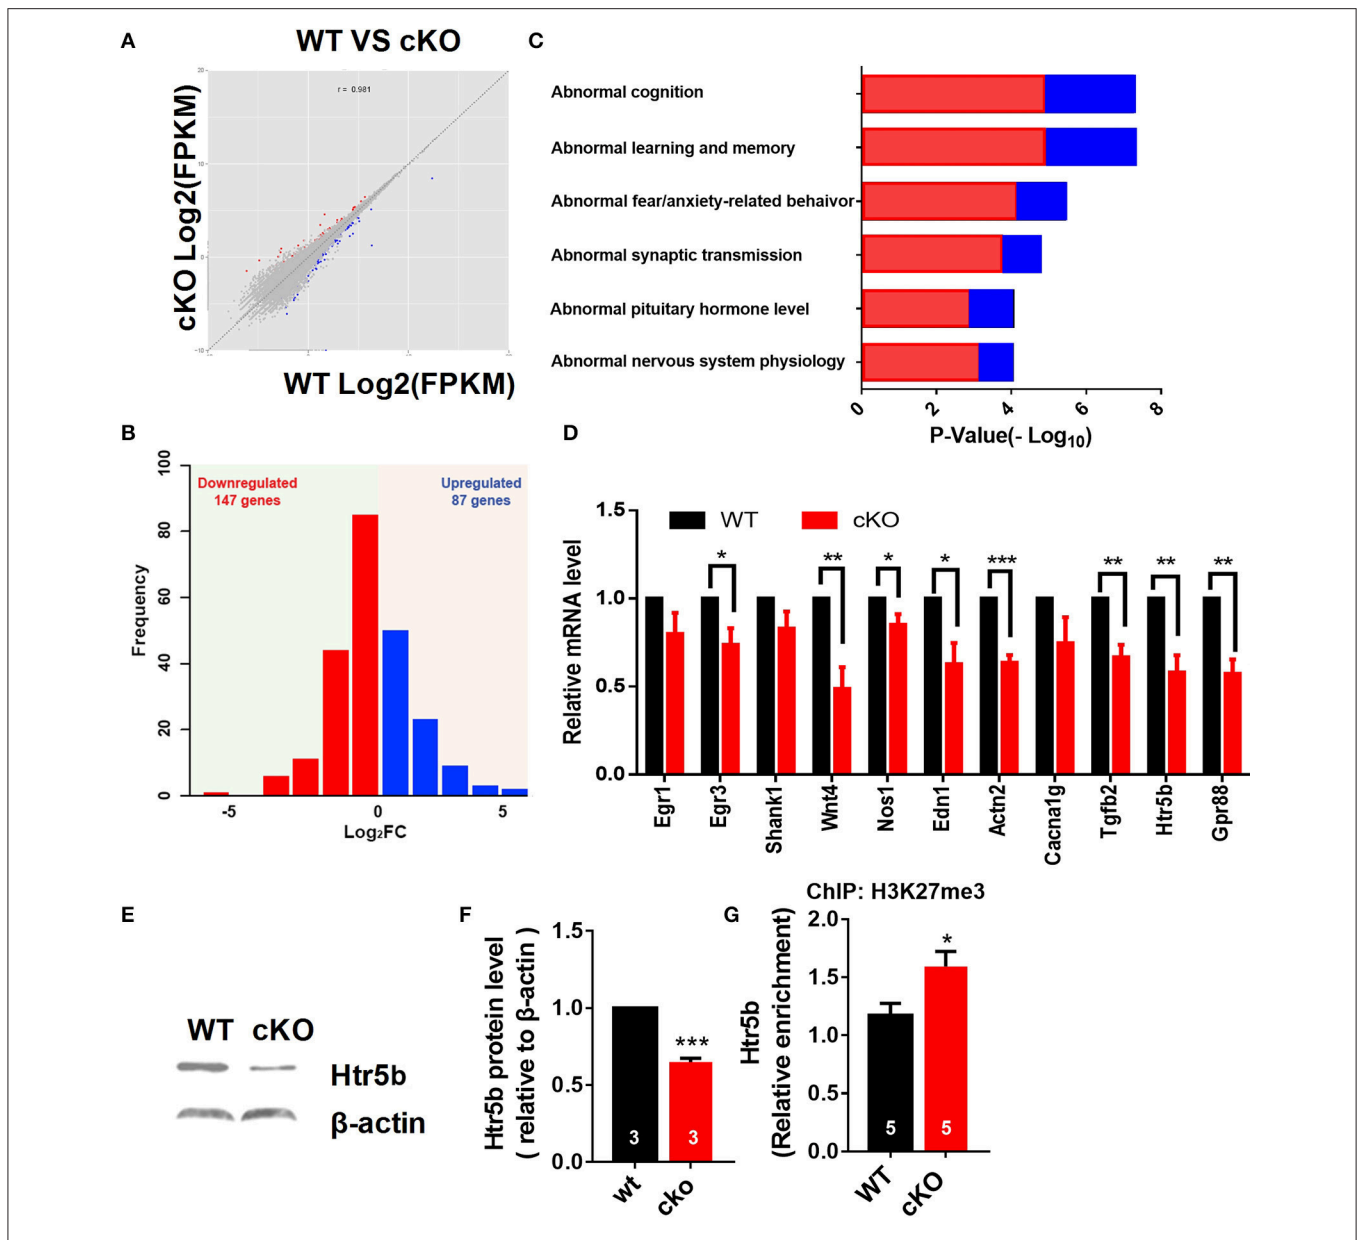 A
WT VS cKO
cKO Log2(FPKM)
20
10
0
-10
r = 0.981
WT Log2(FPKM)
C
Abnormal cognition
Abnormal learning and memory
Abnormal fear/anxiety-related behaivor
Abnormal synaptic transmission
Abnormal pituitary hormone level
Abnormal nervous system physiology
0 2 4 6 8
P-Value(- Log10)
B
Downregulated
147 genes
Upregulated
87 genes
Frequency
100
80
60
40
20
0
-5 0 5
Log2FC
D
WT cKO
Relative mRNA level
1.5
1.0
0.5
0.0
* ** * * *** ** ** **
Egr1 Egr3 Shank1 Wnt4 Nos1 Edn1 Actn2 Cacna1g Tgfb2 Htr5b Gpr88
E
WT cKO
Htr5b
β-actin
F
Htr5b protein level
( relative to β-actin )
1.5
1.0
0.5
0.0
***
3 3
wt cko
G
ChIP: H3K27me3
Htr5b
(Relative enrichment)
2.0
1.5
1.0
0.5
0.0
*
5 5
WT cKO